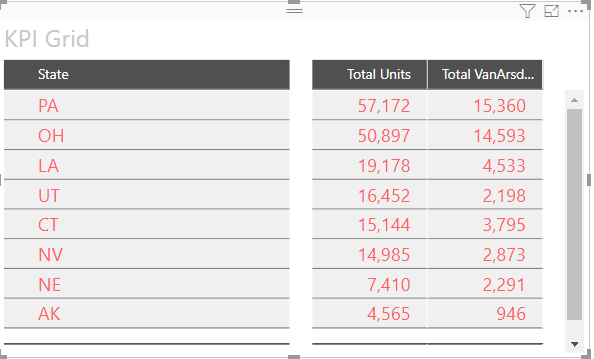 KPI Grid
State Total Units Total VanArsd...
PA 57,172 15,360
OH 50,897 14,593
LA 19,178 4,533
UT 16,452 2,198
CT 15,144 3,795
NV 14,985 2,873
NE 7,410 2,291
AK 4,565 946